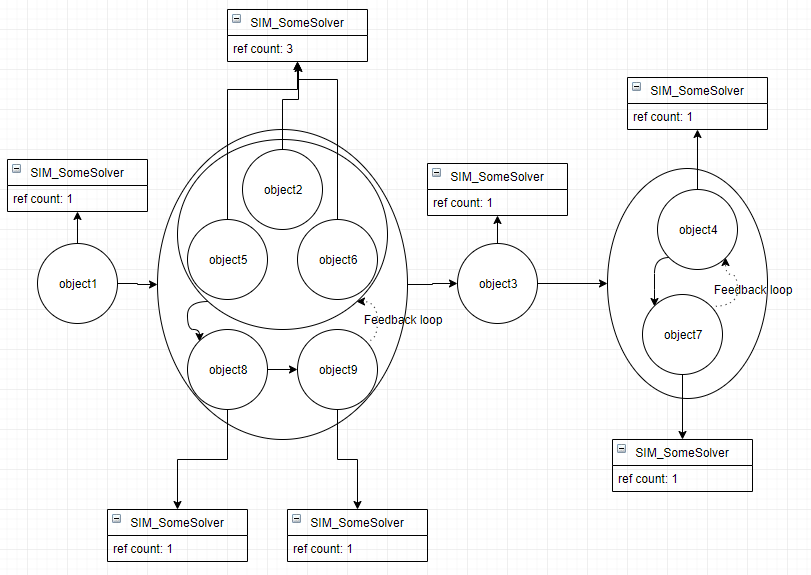 SIM_SomeSolver
ref count: 3
SIM_SomeSolver
ref count: 1
SIM_SomeSolver
ref count: 1
SIM_SomeSolver
ref count: 1
object2
object5
object6
object4
object1
object3
Feedback loop
Feedback loop
object7
object8
object9
SIM_SomeSolver
ref count: 1
SIM_SomeSolver
ref count: 1
SIM_SomeSolver
ref count: 1